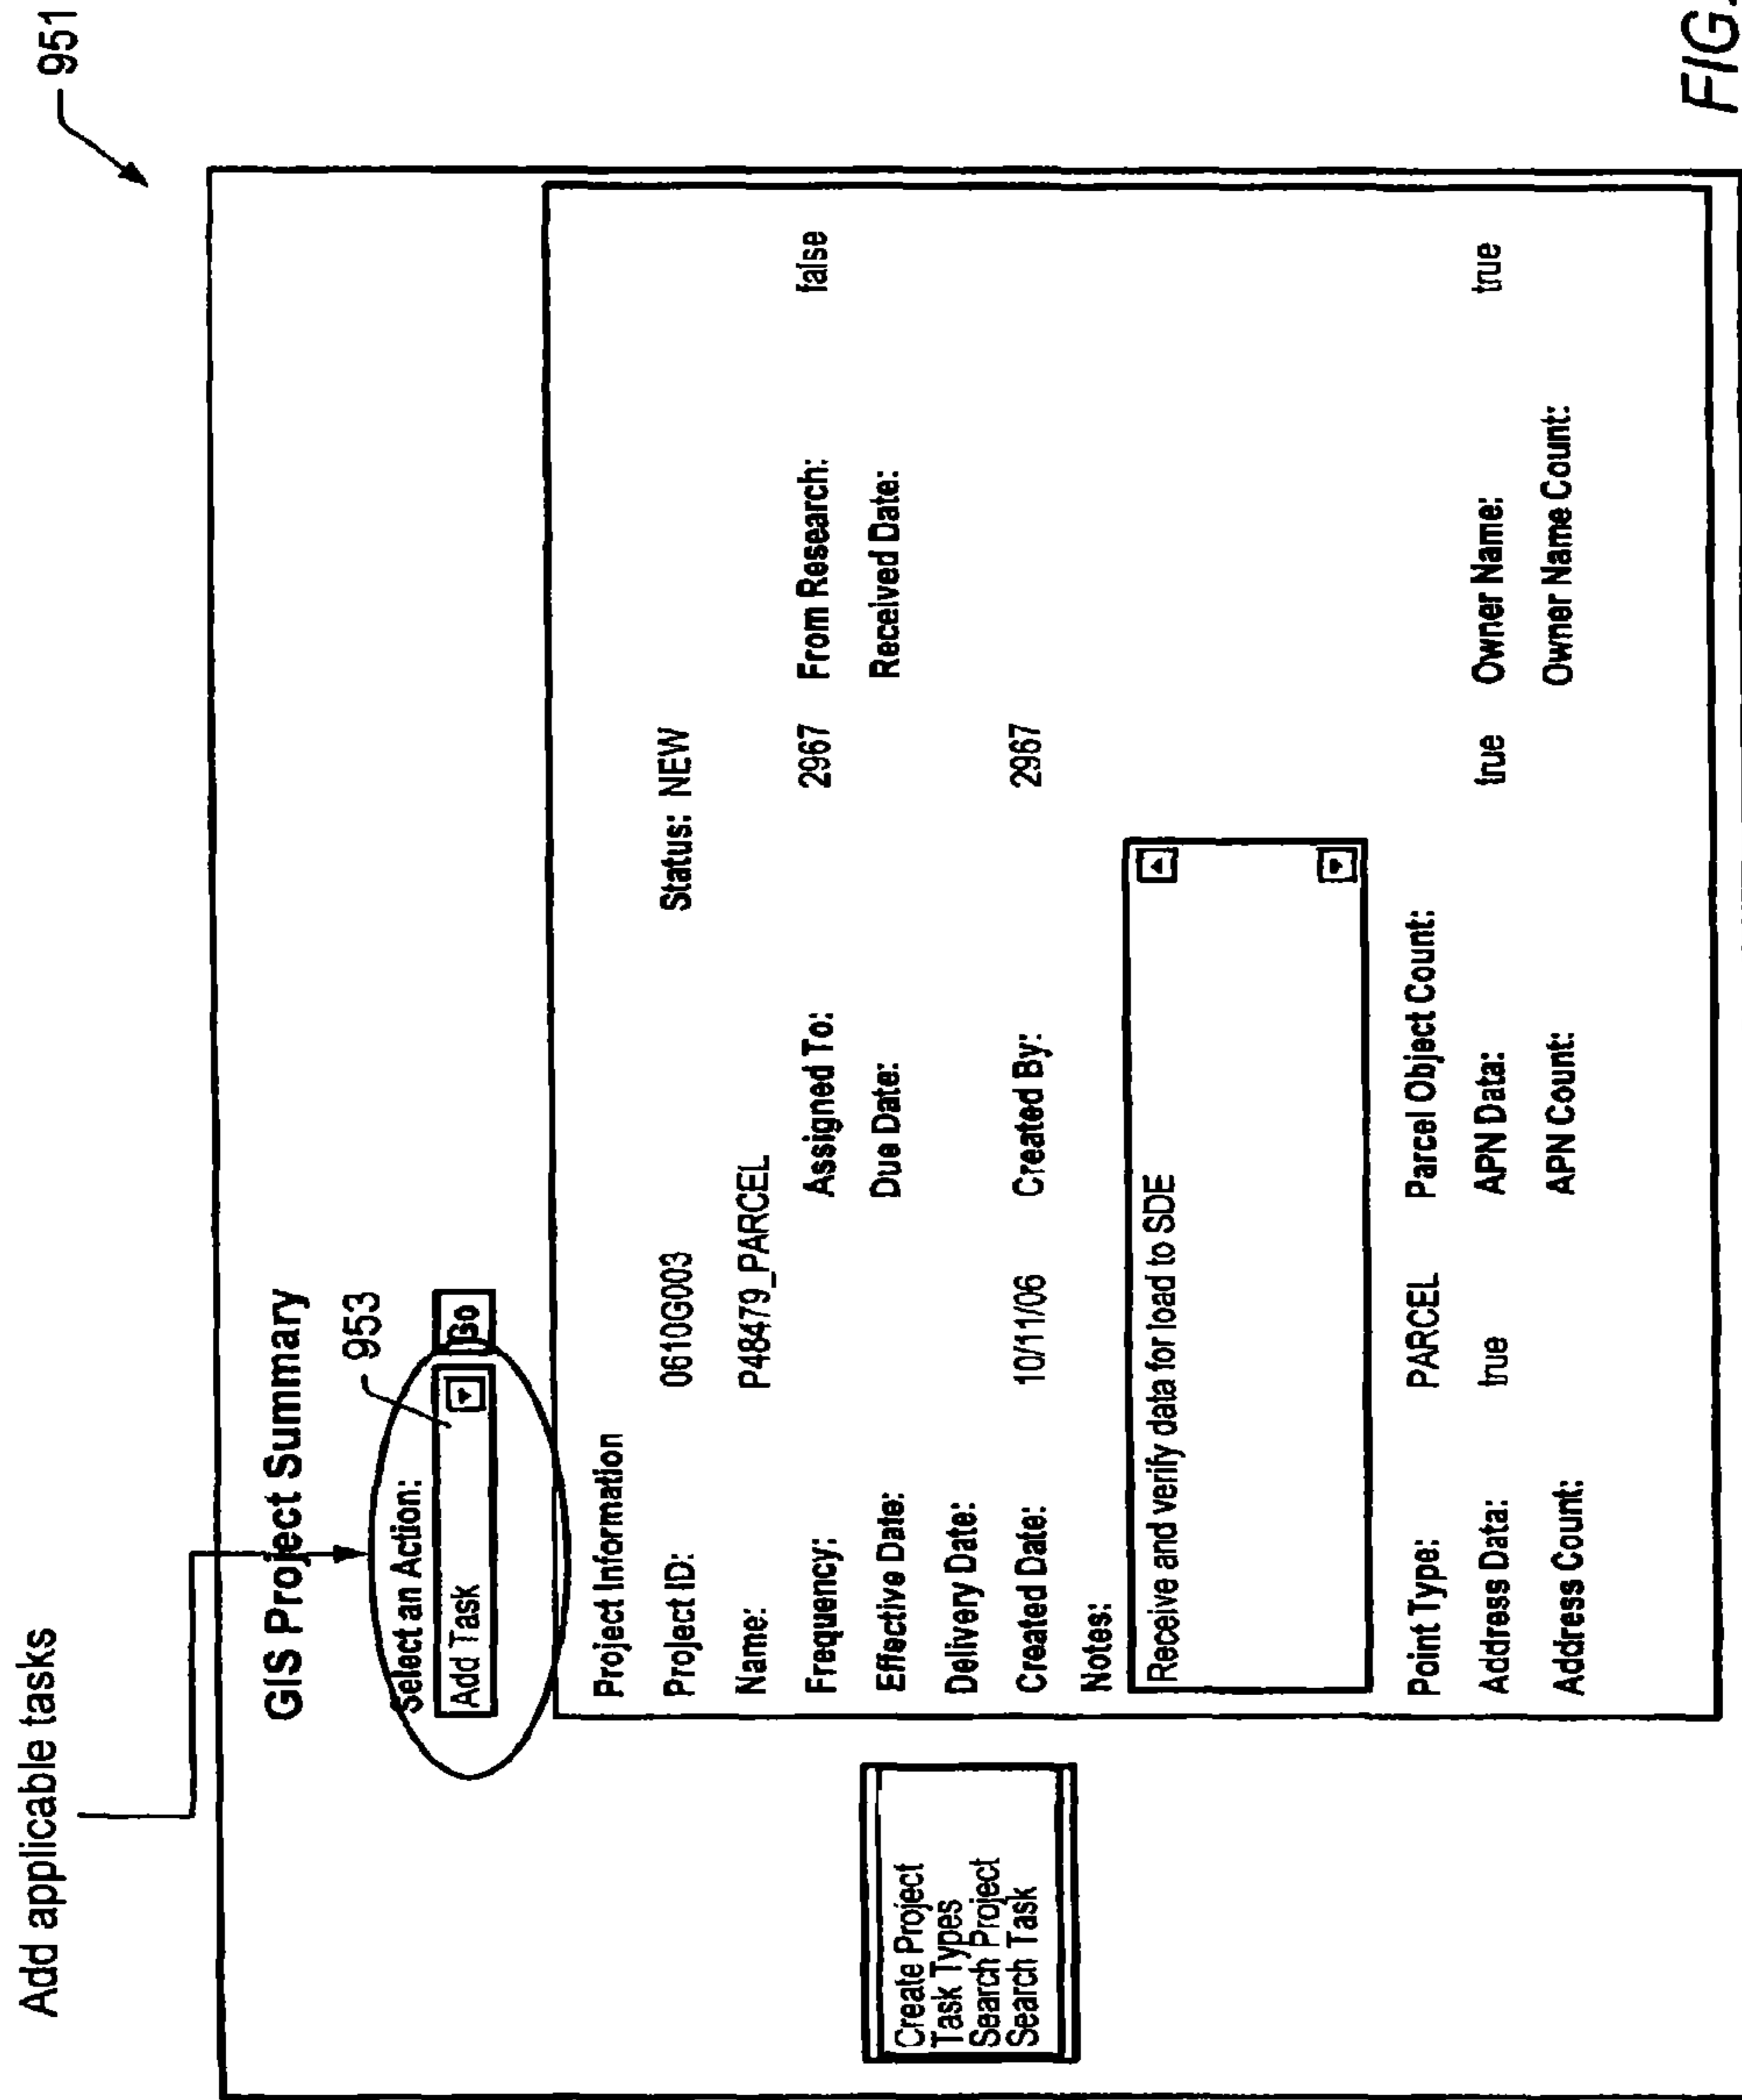 Add applicable tasks
951
GIS Project Summary
953
Select an Action:
Add Task Go
Project Information
Project ID: 0610G003 Status: NEW
Name: P48479_PARCEL
Frequency: Assigned To: 2967 From Research: false
Effective Date: Due Date: Received Date:
Delivery Date:
Created Date: 10/11/06 Created By: 2967
Notes:
Receive and verify data for load to SDE
Point Type: PARCEL Parcel Object Count:
Address Data: true APN Data: true Owner Name: true
Address Count: APN Count: Owner Name Count:
Create Project
Task Types
Search Project
Search Task
FIG.